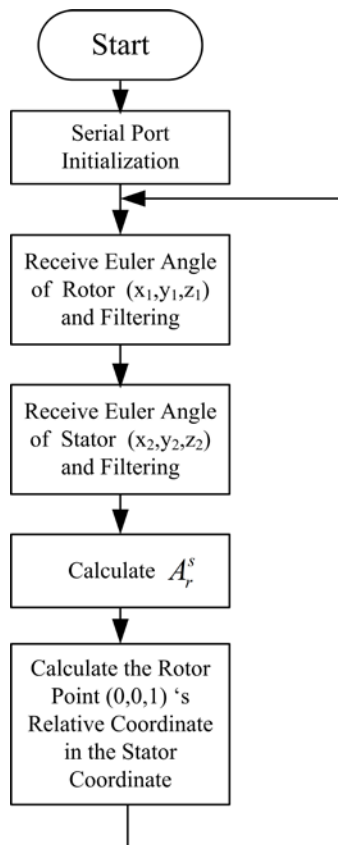 Start
Serial Port
Initialization
Receive Euler Angle
of Rotor (x₁,y₁,z₁)
and Filtering
Receive Euler Angle
of Stator (x₂,y₂,z₂)
and Filtering
Calculate Aₛʳ
Calculate the Rotor
Point (0,0,1) ‘s
Relative Coordinate
in the Stator
Coordinate